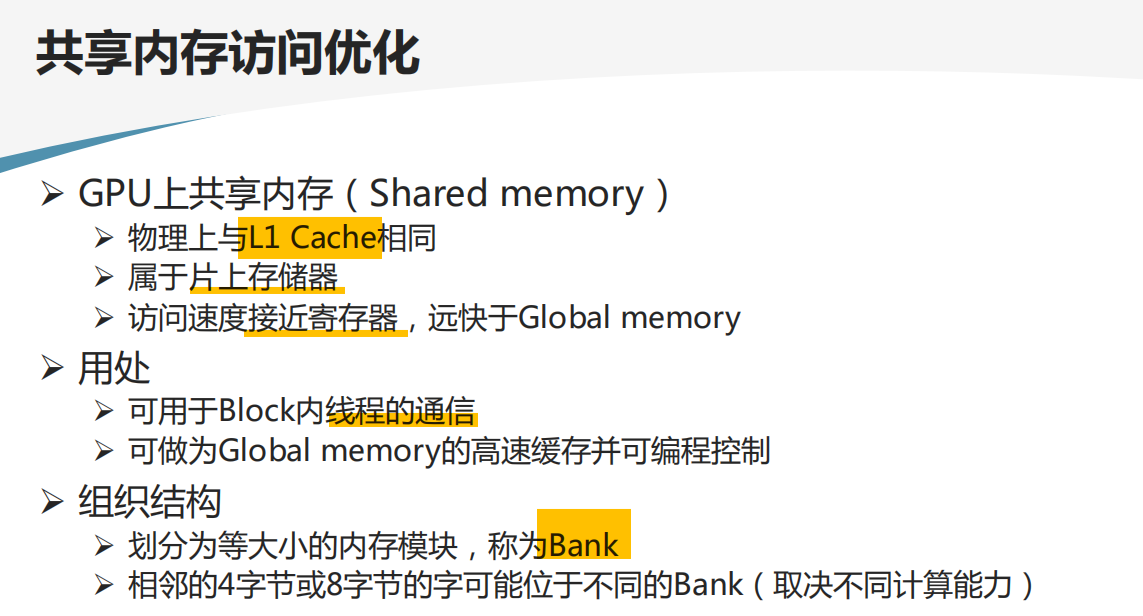 共享内存访问优化
GPU上共享内存（Shared memory）
物理上与L1 Cache相同
属于片上存储器
访问速度接近寄存器，远快于Global memory
用处
可用于Block内线程的通信
可做为Global memory的高速缓存并可编程控制
组织结构
划分为等大小的内存模块，称为Bank
相邻的4字节或8字节的字可能位于不同的Bank（取决不同计算能力）